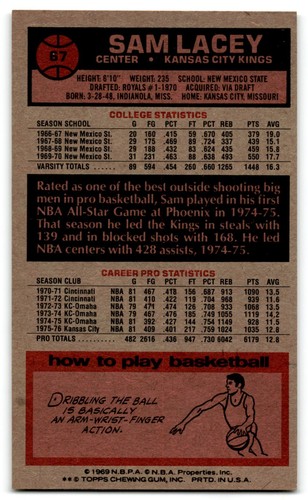 67
SAM LACEY
CENTER • KANSAS CITY KINGS
HEIGHT: 6'10" WEIGHT: 235 SCHOOL: NEW MEXICO STATE
DRAFTED: ROYALS #1-1970 ACQUIRED: VIA DRAFT
BORN: 3-28-48, INDIANOLA, MISS. HOME: KANSAS CITY, MISSOURI
COLLEGE STATISTICS
SEASON SCHOOL G FG PCT FT PCT REB PTS AVG
1966-67 New Mexico St. 20 160 .415 59 .670 405 379 19.0
1967-68 New Mexico St. 29 175 .489 89 .724 337 439 15.1
1968-69 New Mexico St. 29 188 .432 83 .624 435 459 15.8
1969-70 New Mexico St. 31 231 .463 88 .638 493 550 17.7
VARSITY TOTALS 89 594 .454 260 .660 1265 1448 16.3
Rated as one of the best outside shooting big
men in pro basketball, Sam played in his first
NBA All-Star Game at Phoenix in 1974-75.
That season he led the Kings in steals with
139 and in blocked shots with 168. He led
NBA centers with 428 assists, 1974-75.
CAREER PRO STATISTICS
SEASON CLUB G FG PCT FT PCT REB PTS AVG
1970-71 Cincinnati NBA 81 467 .418 156 .687 913 1090 13.5
1971-72 Cincinnati NBA 81 410 .422 119 .704 968 939 11.6
1972-73 KC-Omaha NBA 79 471 .424 126 .708 933 1068 13.5
1973-74 KC-Omaha NBA 79 467 .476 185 .749 1055 1119 14.2
1974-75 KC-Omaha NBA 81 392 .427 144 .754 1149 928 11.5
1975-76 Kansas City NBA 81 409 .421 217 .752 1024 1035 12.8
PRO TOTALS 482 2616 .436 947 .730 6042 6179 12.8
how to play basketball
DRIBBLING THE BALL
IS BASICALLY
AN ARM-WRIST-FINGER
ACTION.
© 1969 N.B.P.A. © N.B.A. Properties, Inc.
** © TOPPS CHEWING GUM, INC. PRTD. IN U.S.A.